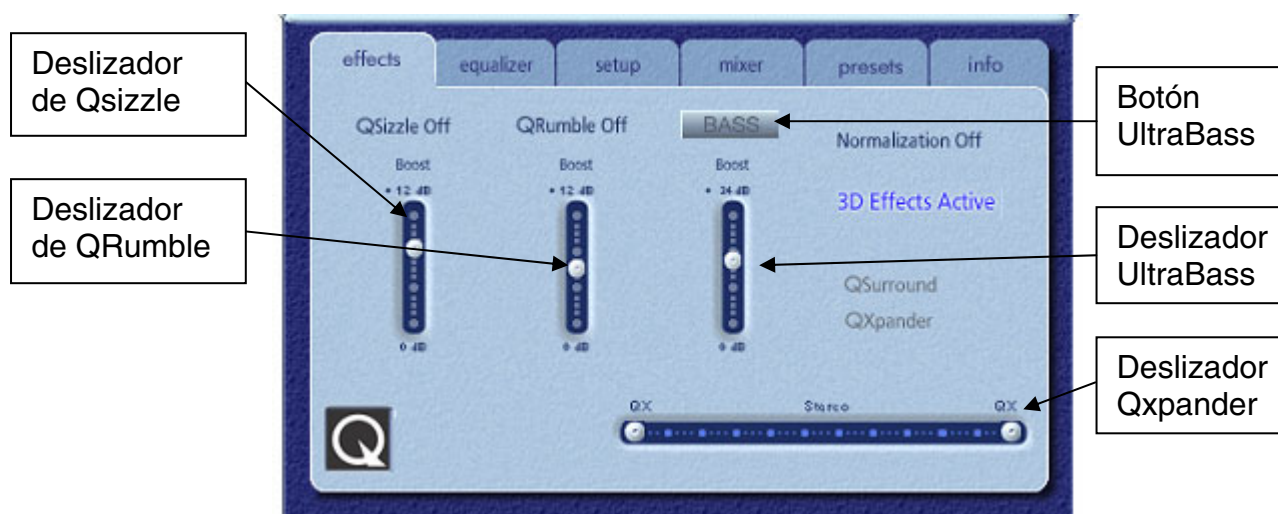 Deslizador
de Qsizzle
Deslizador
de QRumble
effects
equalizer
setup
mixer
presets
info
QSizzle Off
QRumble Off
BASS
Normalization Off
Boost
Boost
Boost
+ 12 dB
+ 12 dB
+ 24 dB
3D Effects Active
QSurround
QXpander
0 dB
0 dB
0 dB
QX
Stereo
QX
Q
Botón
UltraBass
Deslizador
UltraBass
Deslizador
Qxpander